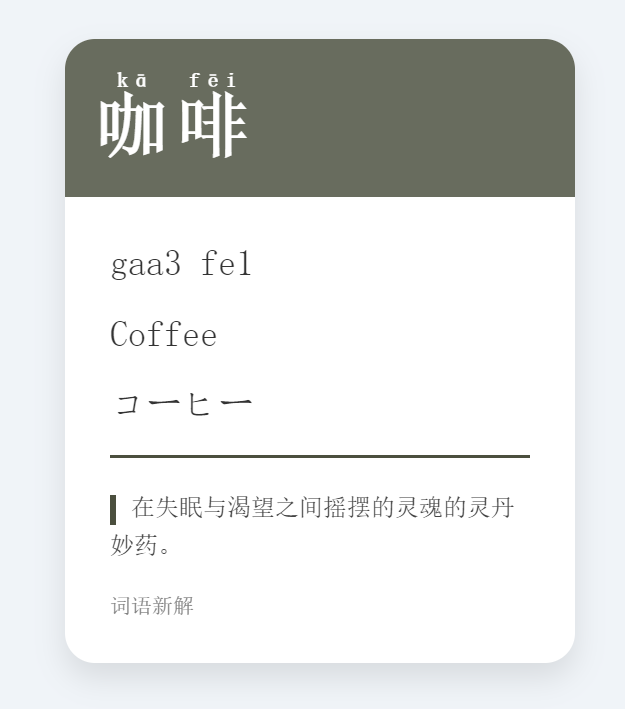 kā fēi
咖啡
gaa3 fe1
Coffee
コーヒー
在失眠与渴望之间摇摆的灵魂的灵丹
妙药。
词语新解